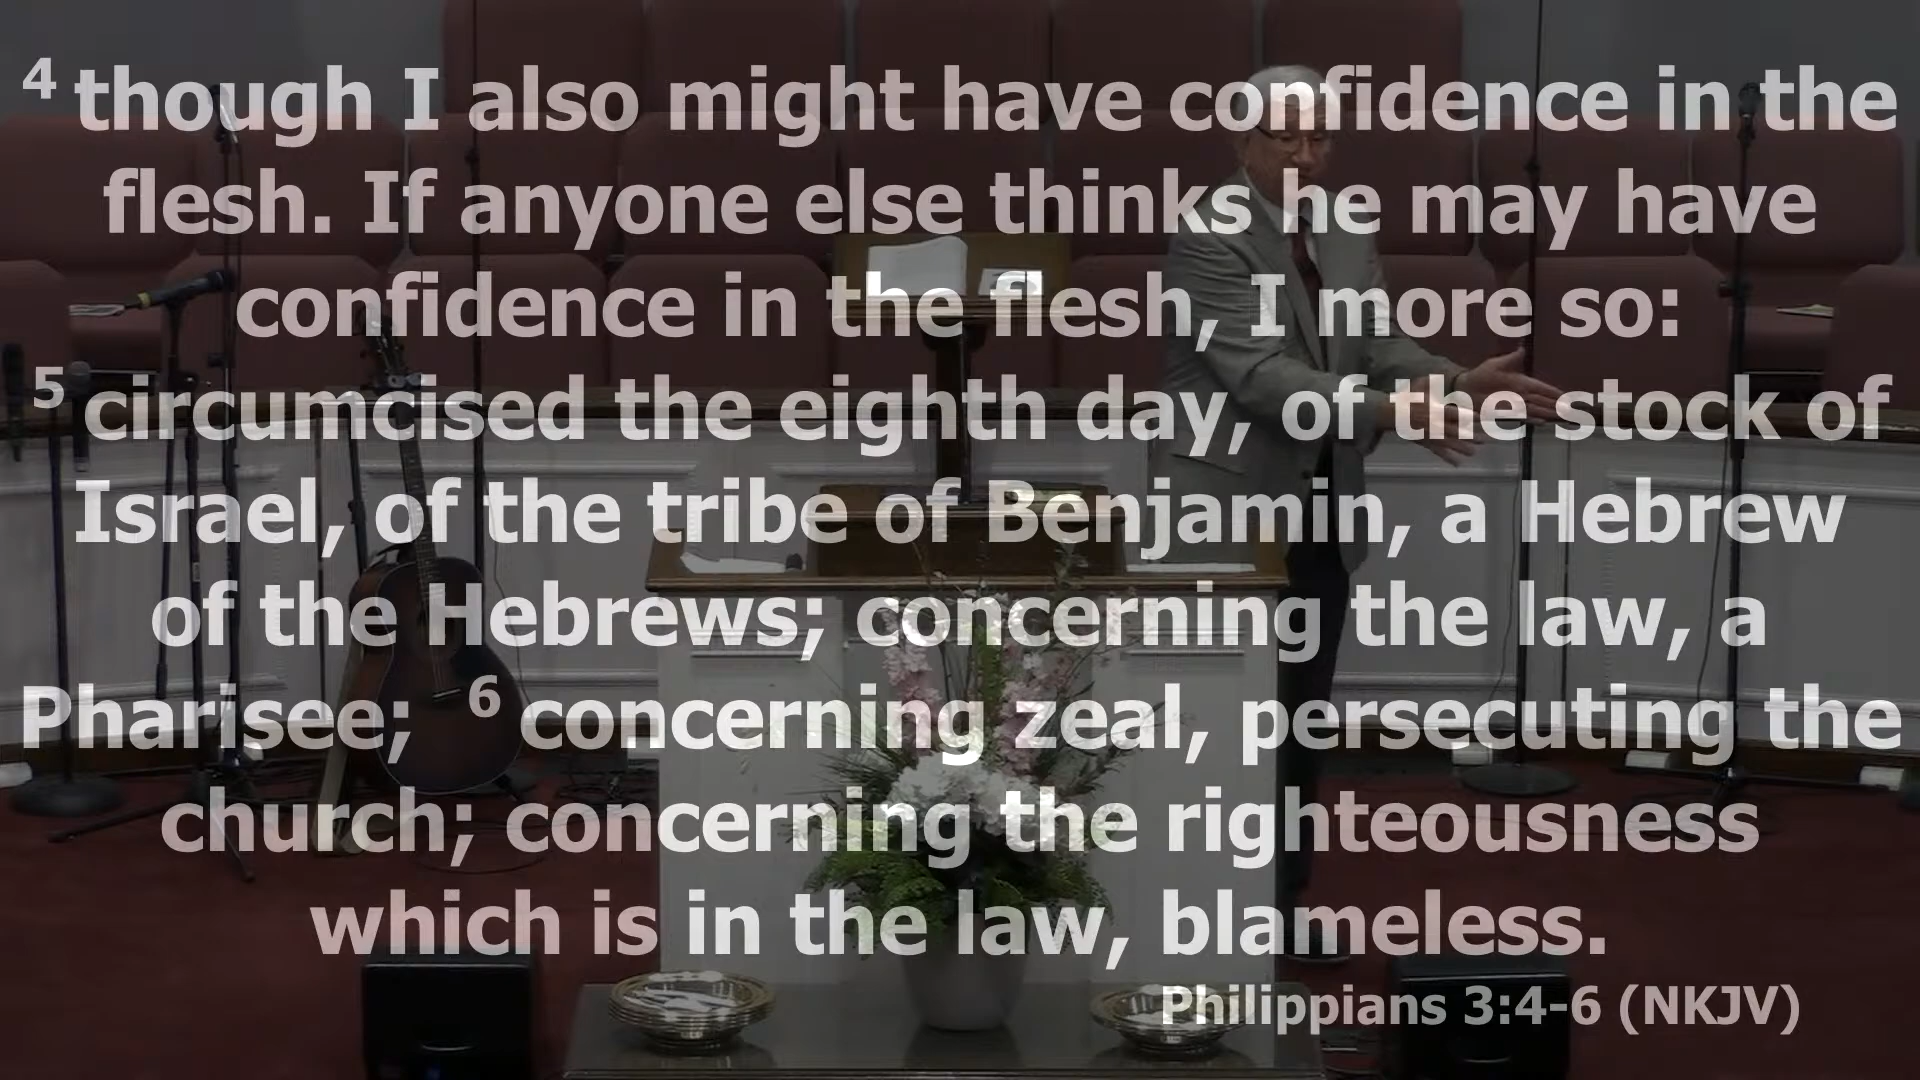 4 though I also might have confidence in the
flesh. If anyone else thinks he may have
confidence in the flesh, I more so:
5 circumcised the eighth day, of the stock of
Israel, of the tribe of Benjamin, a Hebrew
of the Hebrews; concerning the law, a
Pharisee; 6 concerning zeal, persecuting the
church; concerning the righteousness
which is in the law, blameless.
Philippians 3:4-6 (NKJV)